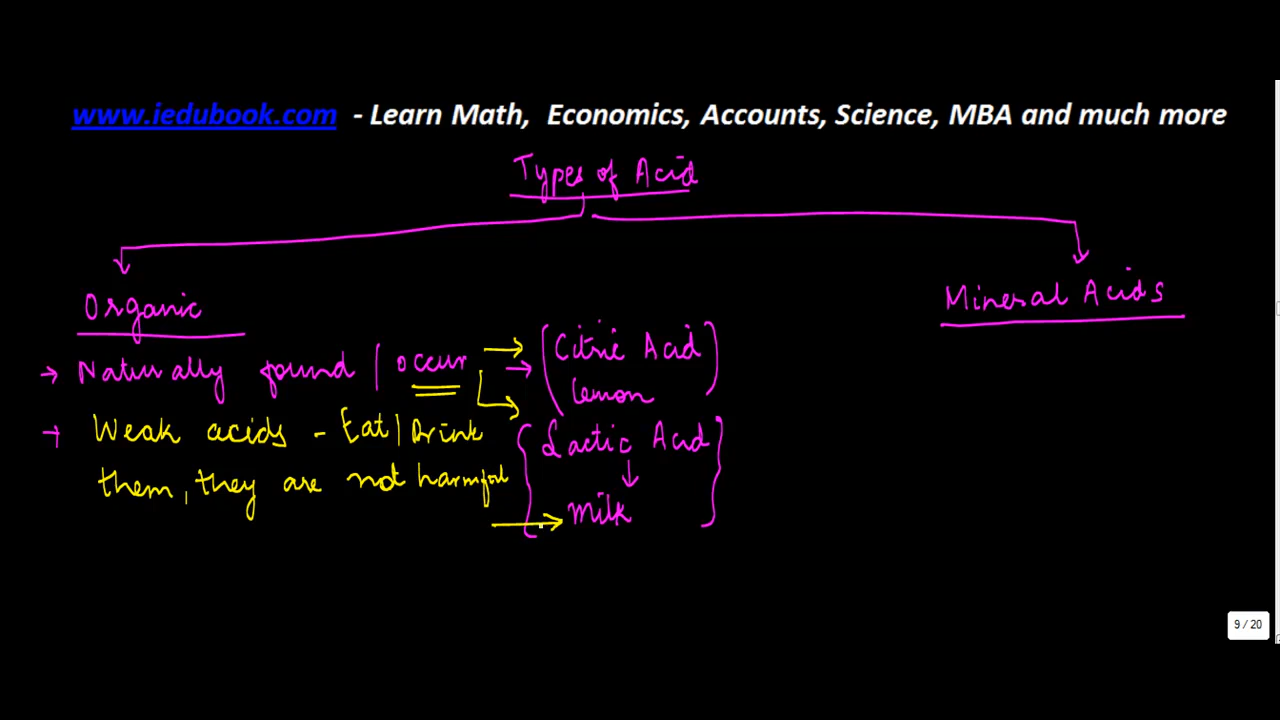 www.iedubook.com - Learn Math, Economics, Accounts, Science, MBA and much more
Types of Acid
Organic
Mineral Acids
→ Naturally found | occur → (Citric Acid
lemon)
→ Weak acids - Eat | Drink
them, they are not harmful
{Lactic Acid
↓
→ milk}
9 / 20